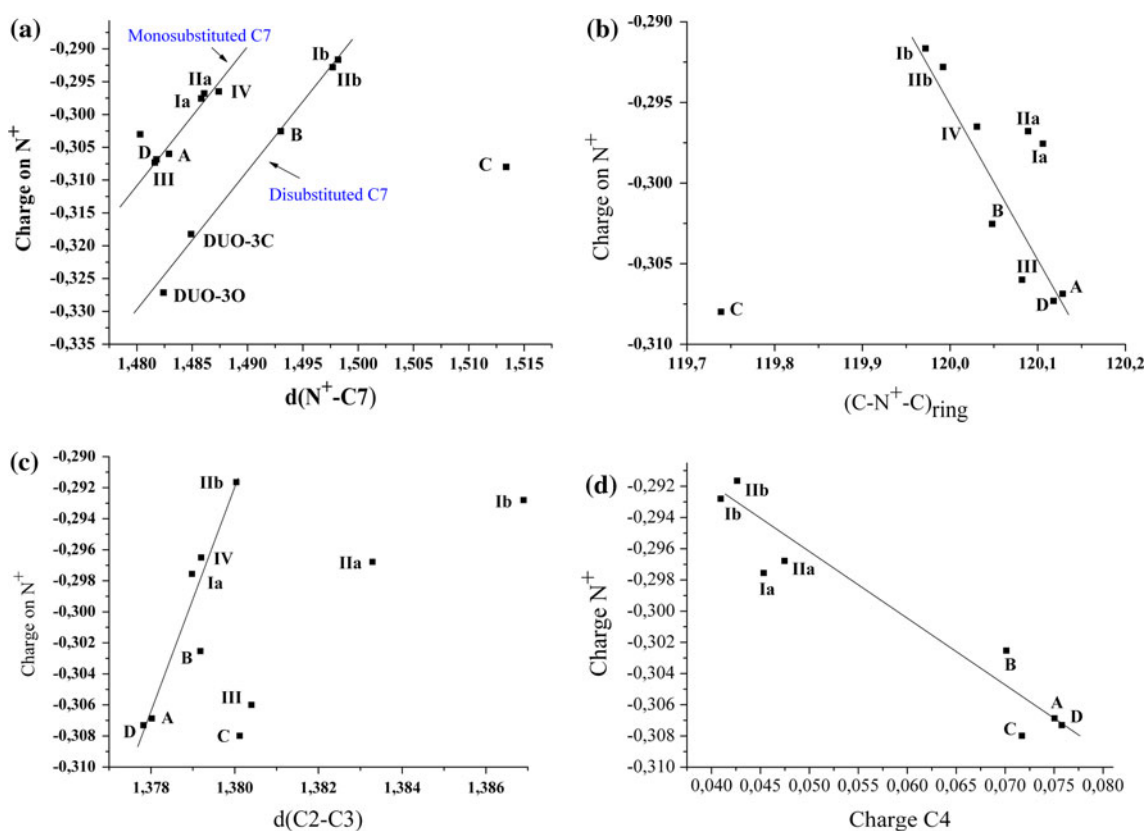 (a)
Monosubstituted C7
Disubstituted C7
-0,290
-0,295
-0,300
-0,305
-0,310
-0,315
-0,320
-0,325
-0,330
-0,335
Charge on N+
Ib
IIb
IIa
Ia
IV
B
D
A
III
C
DUO-3C
DUO-3O
1,480 1,485 1,490 1,495 1,500 1,505 1,510 1,515
d(N+-C7)
(b)
-0,290
-0,295
-0,300
-0,305
-0,310
Charge on N+
Ib
IIb
IV
IIa
Ia
B
III
A
D
C
119,7 119,8 119,9 120,0 120,1 120,2
(C-N+-C)ring
(c)
-0,290
-0,292
-0,294
-0,296
-0,298
-0,300
-0,302
-0,304
-0,306
-0,308
-0,310
Charge on N+
IIb
Ib
IV
Ia
IIa
B
III
D
A
C
1,378 1,380 1,382 1,384 1,386
d(C2-C3)
(d)
-0,292
-0,294
-0,296
-0,298
-0,300
-0,302
-0,304
-0,306
-0,308
-0,310
Charge N+
IIb
Ib
IIa
Ia
B
A
D
C
0,040 0,045 0,050 0,055 0,060 0,065 0,070 0,075 0,080
Charge C4